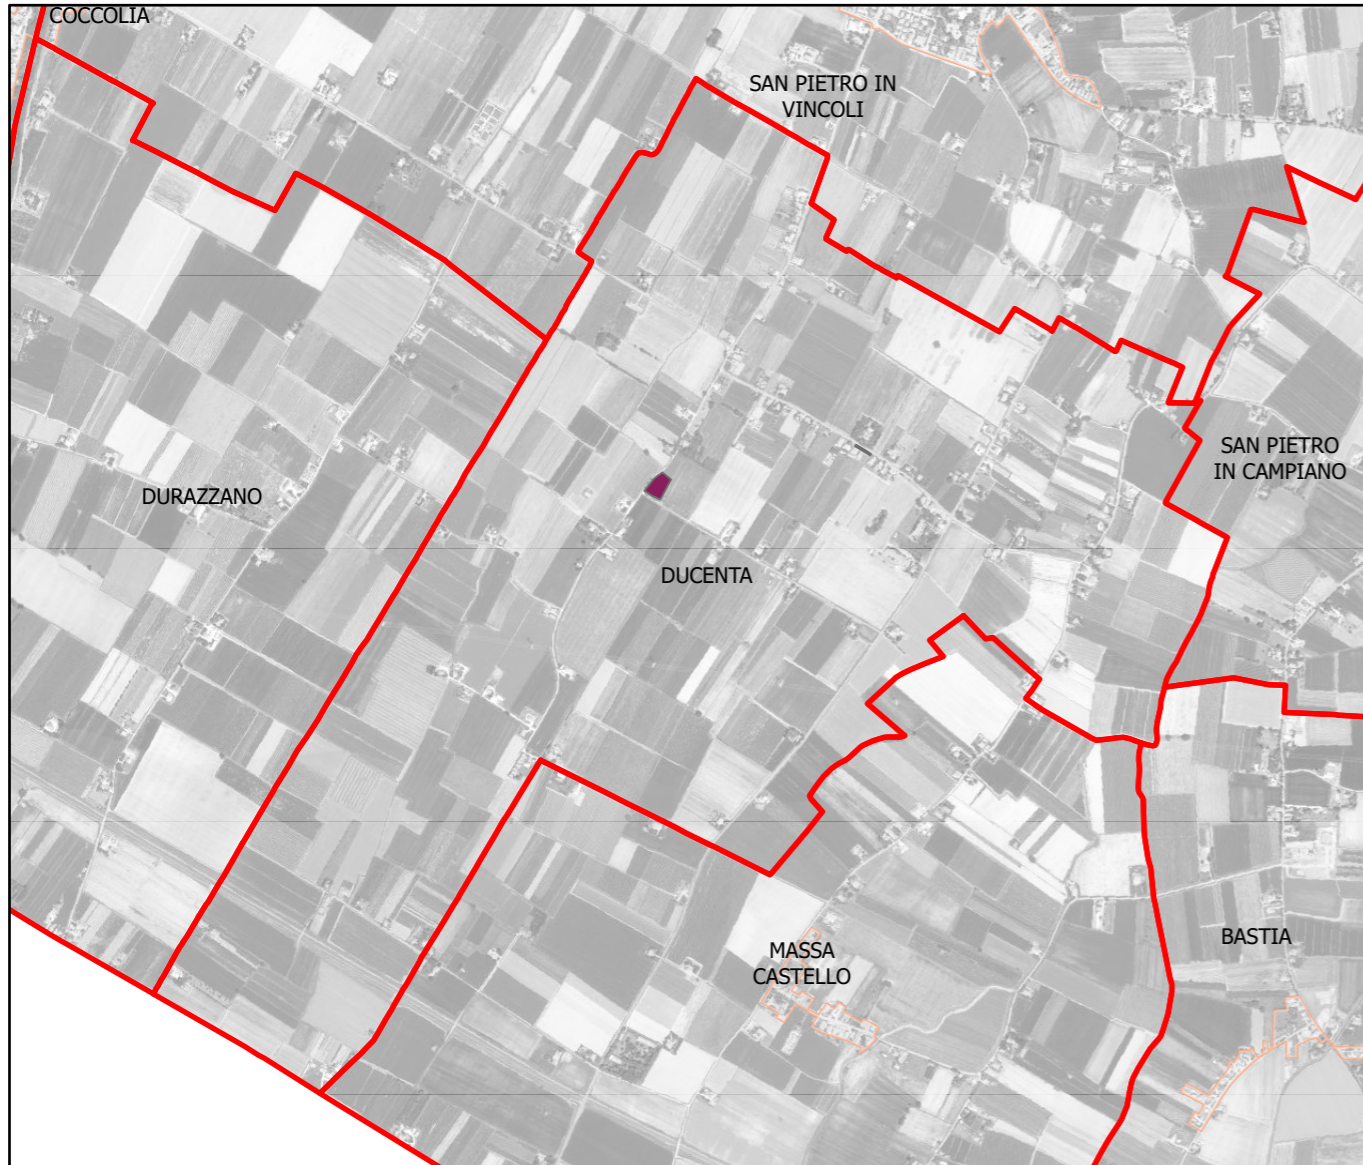 COCCOLIA
SAN PIETRO IN
VINCOLI
SAN PIETRO
IN CAMPIANO
DURAZZANO
DUCENTA
BASTIA
MASSA
CASTELLO